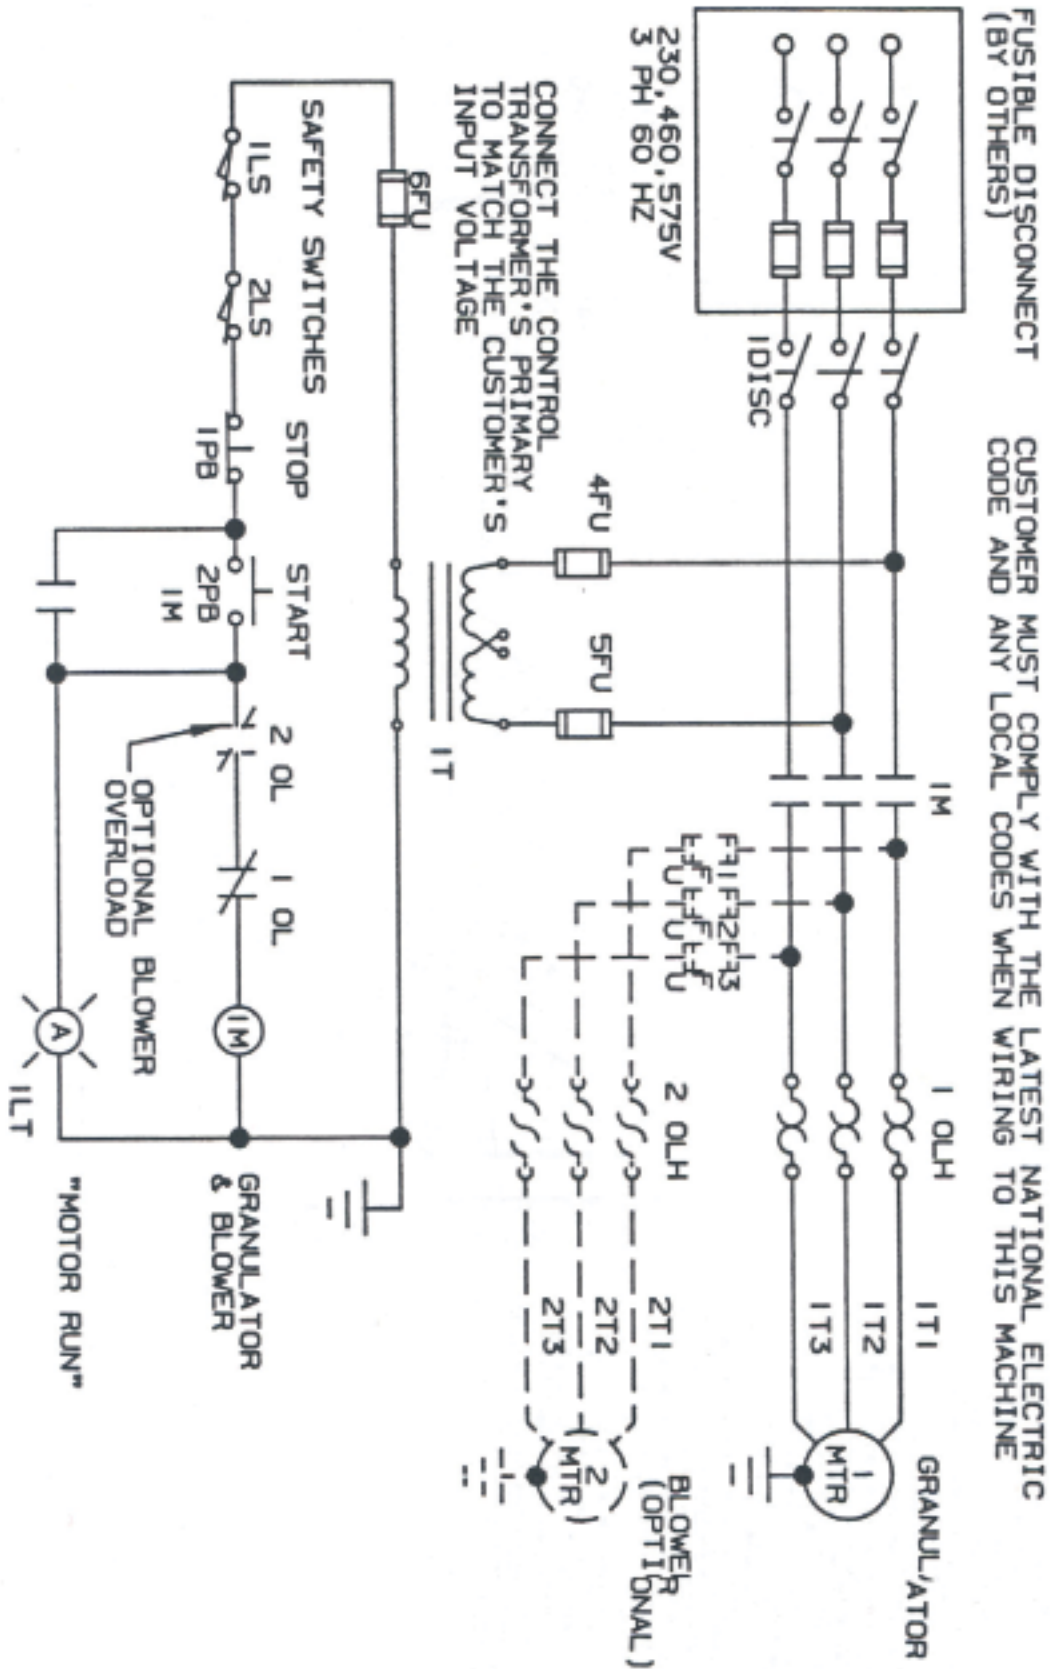 FUSIBLE DISCONNECT
(BY OTHERS)
CUSTOMER MUST COMPLY WITH THE LATEST NATIONAL ELECTRIC
CODE AND ANY LOCAL CODES WHEN WIRING TO THIS MACHINE
230,460,575V
3 PH 60 HZ
1DISC
1M
1 OLH
1T1
1T2
1T3
GRANULATOR
1
MTR
4FU
5FU
2 OLH
2T1
2T2
2T3
BLOWER
(OPTIONAL)
2
MTR
CONNECT THE CONTROL
TRANSFORMER'S PRIMARY
TO MATCH THE CUSTOMER'S
INPUT VOLTAGE
1T
6FU
SAFETY SWITCHES
1LS
2LS
STOP
1PB
START
2PB
1M
2 OL
1 OL
1M
GRANULATOR
& BLOWER
OPTIONAL BLOWER
OVERLOAD
A
1LT
"MOTOR RUN"